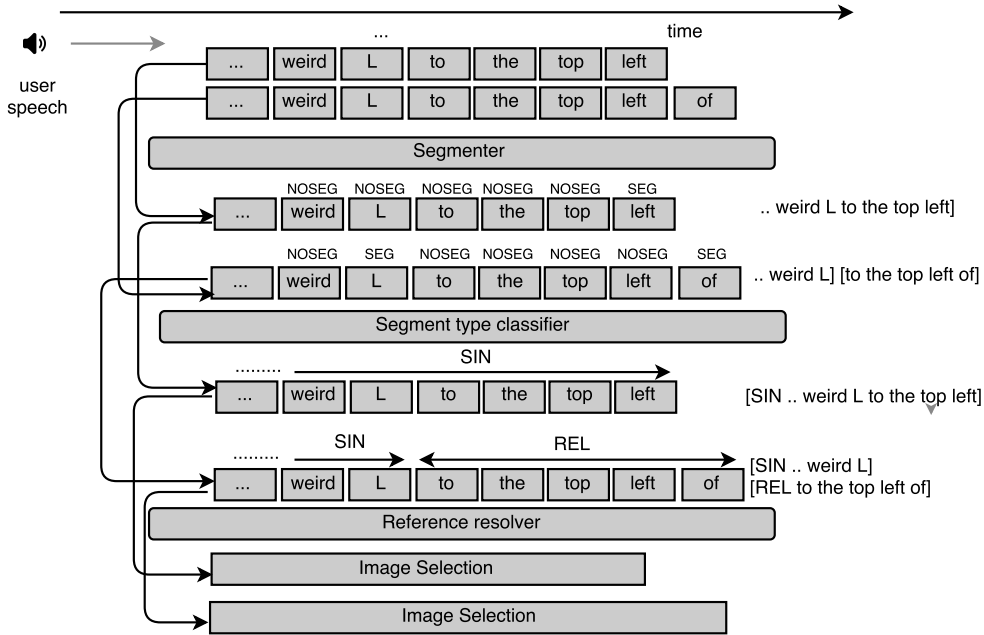 ...
time
user
speech
... weird L to the top left
... weird L to the top left of
Segmenter
NOSEG NOSEG NOSEG NOSEG NOSEG SEG
... weird L to the top left
.. weird L to the top left]
NOSEG SEG NOSEG NOSEG NOSEG NOSEG SEG
... weird L to the top left of
.. weird L] [to the top left of]
Segment type classifier
......... SIN
... weird L to the top left
[SIN .. weird L to the top left]
......... SIN REL
... weird L to the top left of
[SIN .. weird L]
[REL to the top left of]
Reference resolver
Image Selection
Image Selection